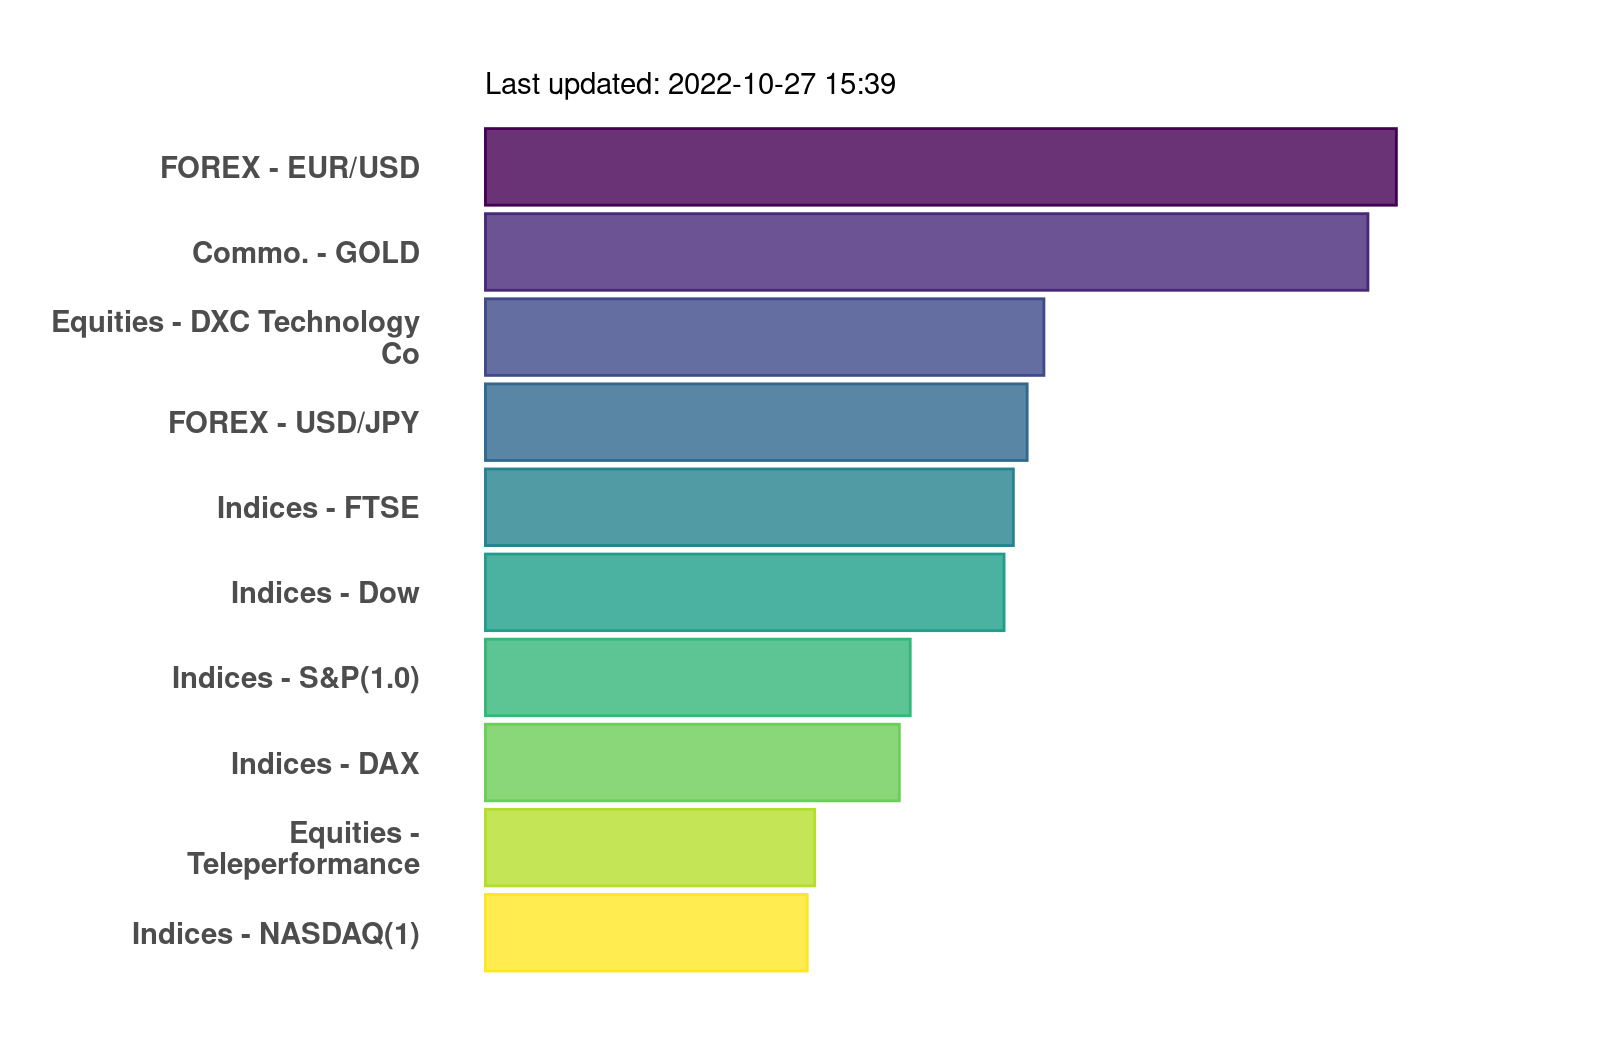 Last updated: 2022-10-27 15:39
FOREX - EUR/USD
Commo. - GOLD
Equities - DXC Technology
Co
FOREX - USD/JPY
Indices - FTSE
Indices - Dow
Indices - S&P(1.0)
Indices - DAX
Equities -
Teleperformance
Indices - NASDAQ(1)